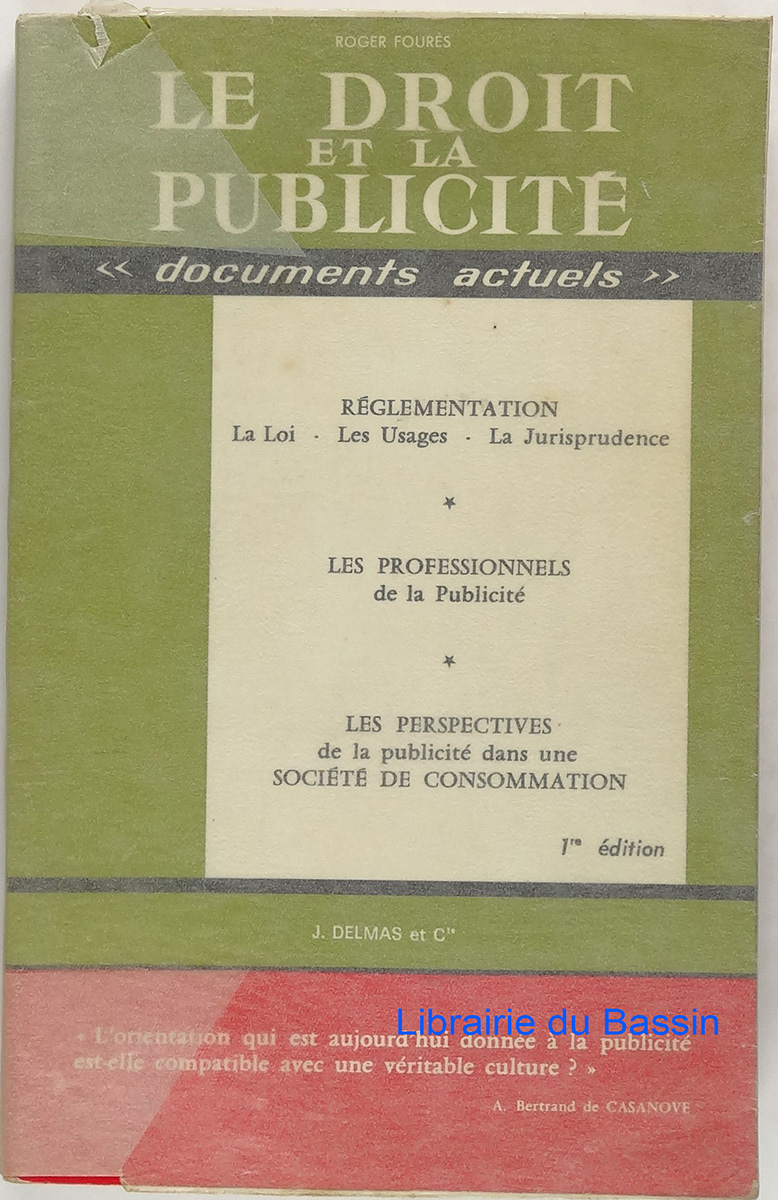 ROGER FOURÈS
LE DROIT
ET LA
PUBLICITÉ
« documents actuels »
RÉGLEMENTATION
La Loi - Les Usages - La Jurisprudence
★
LES PROFESSIONNELS
de la Publicité
★
LES PERSPECTIVES
de la publicité dans une
SOCIÉTÉ DE CONSOMMATION
1re édition
J. DELMAS et Cie
Librairie du Bassin
« L'orientation qui est aujourd'hui donnée à la publicité
est-elle compatible avec une véritable culture ? »
A. Bertrand de CASANOVE